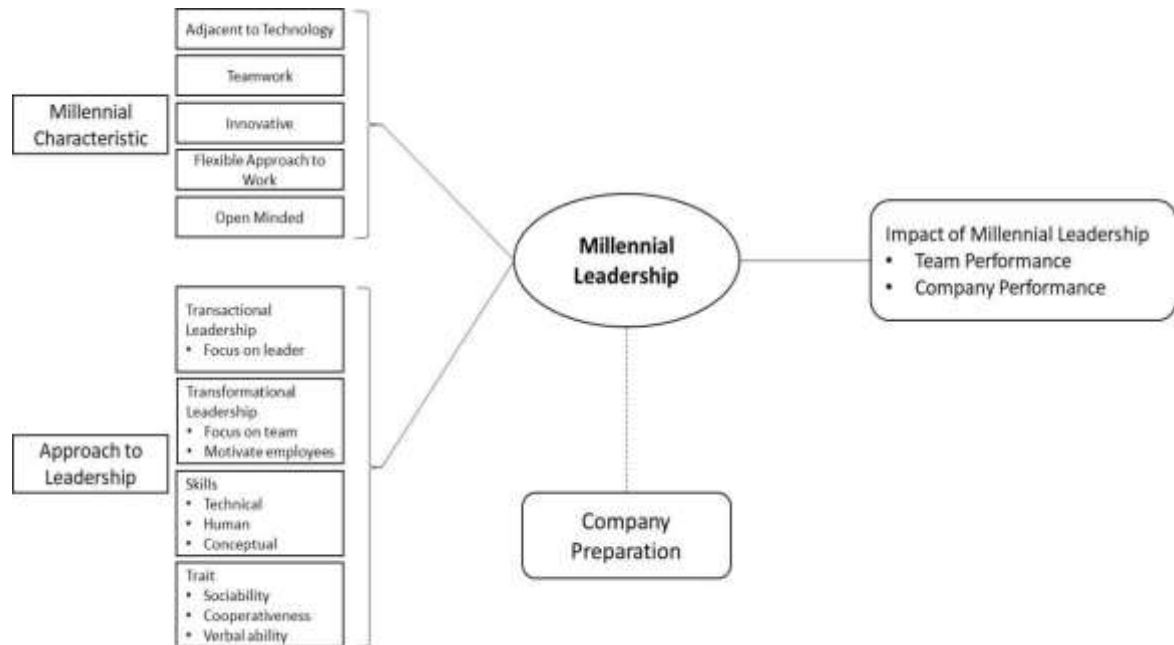 Millennial
Characteristic
Adjacent to Technology
Teamwork
Innovative
Flexible Approach to
Work
Open Minded
Approach to
Leadership
Transactional
Leadership
• Focus on leader
Transformational
Leadership
• Focus on team
• Motivate employees
Skills
• Technical
• Human
• Conceptual
Trait
• Sociability
• Cooperativeness
• Verbal ability
Millennial
Leadership
Company
Preparation
Impact of Millennial Leadership
• Team Performance
• Company Performance